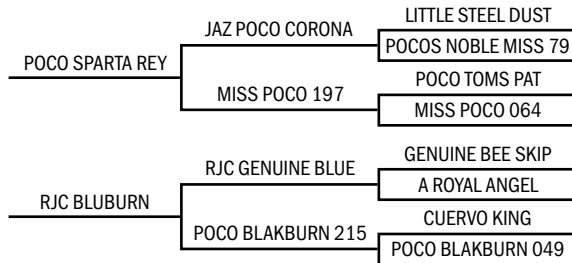 LITTLE STEEL DUST
JAZ POCO CORONA
POCOS NOBLE MISS 79
POCO SPARTA REY
POCO TOMS PAT
MISS POCO 197
MISS POCO 064
GENUINE BEE SKIP
RJC GENUINE BLUE
A ROYAL ANGEL
RJC BLUBURN
CUERVO KING
POCO BLAKBURN 215
POCO BLAKBURN 049